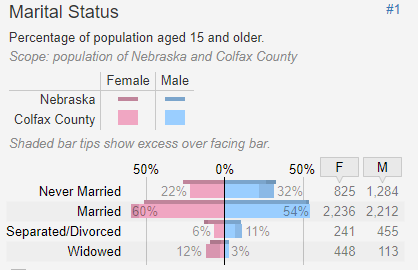 Marital Status #1
Percentage of population aged 15 and older.
Scope: population of Nebraska and Colfax County
Female Male
Nebraska
Colfax County
Shaded bar tips show excess over facing bar.
50% 0% 50% F M
Never Married 22% 32% 825 1,284
Married 60% 54% 2,236 2,212
Separated/Divorced 6% 11% 241 455
Widowed 12% 3% 448 113